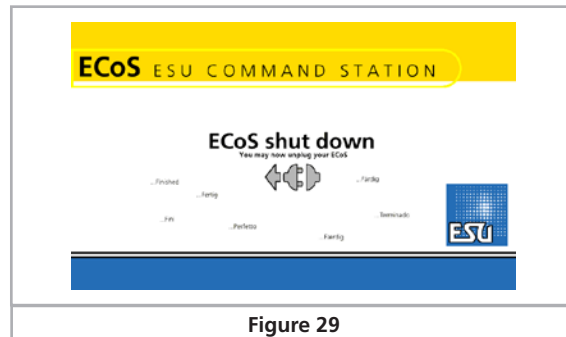 ECoS ESU COMMAND STATION
ECoS shut down
You may now unplug your ECoS
...Finished
...Färdig
...Fertig
...Fin
...Terminado
...Perfetto
...Færdig
ESU
Figure 29